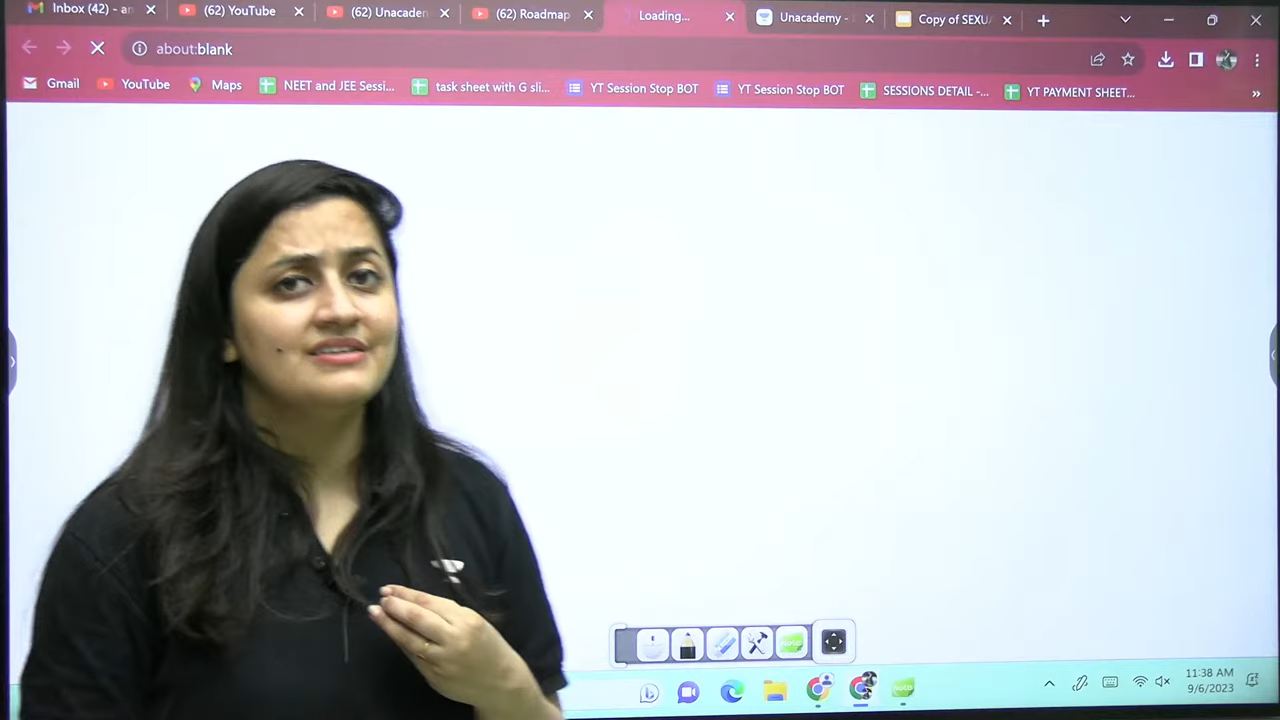 Inbox (42) - an
(62) YouTube
(62) Unacaden
(62) Roadmap
Loading...
Unacademy -
Copy of SEXU
about:blank
Gmail
YouTube
Maps
NEET and JEE Sessi...
task sheet with G sli...
YT Session Stop BOT
YT Session Stop BOT
SESSIONS DETAIL -...
YT PAYMENT SHEET...
11:38 AM
9/6/2023